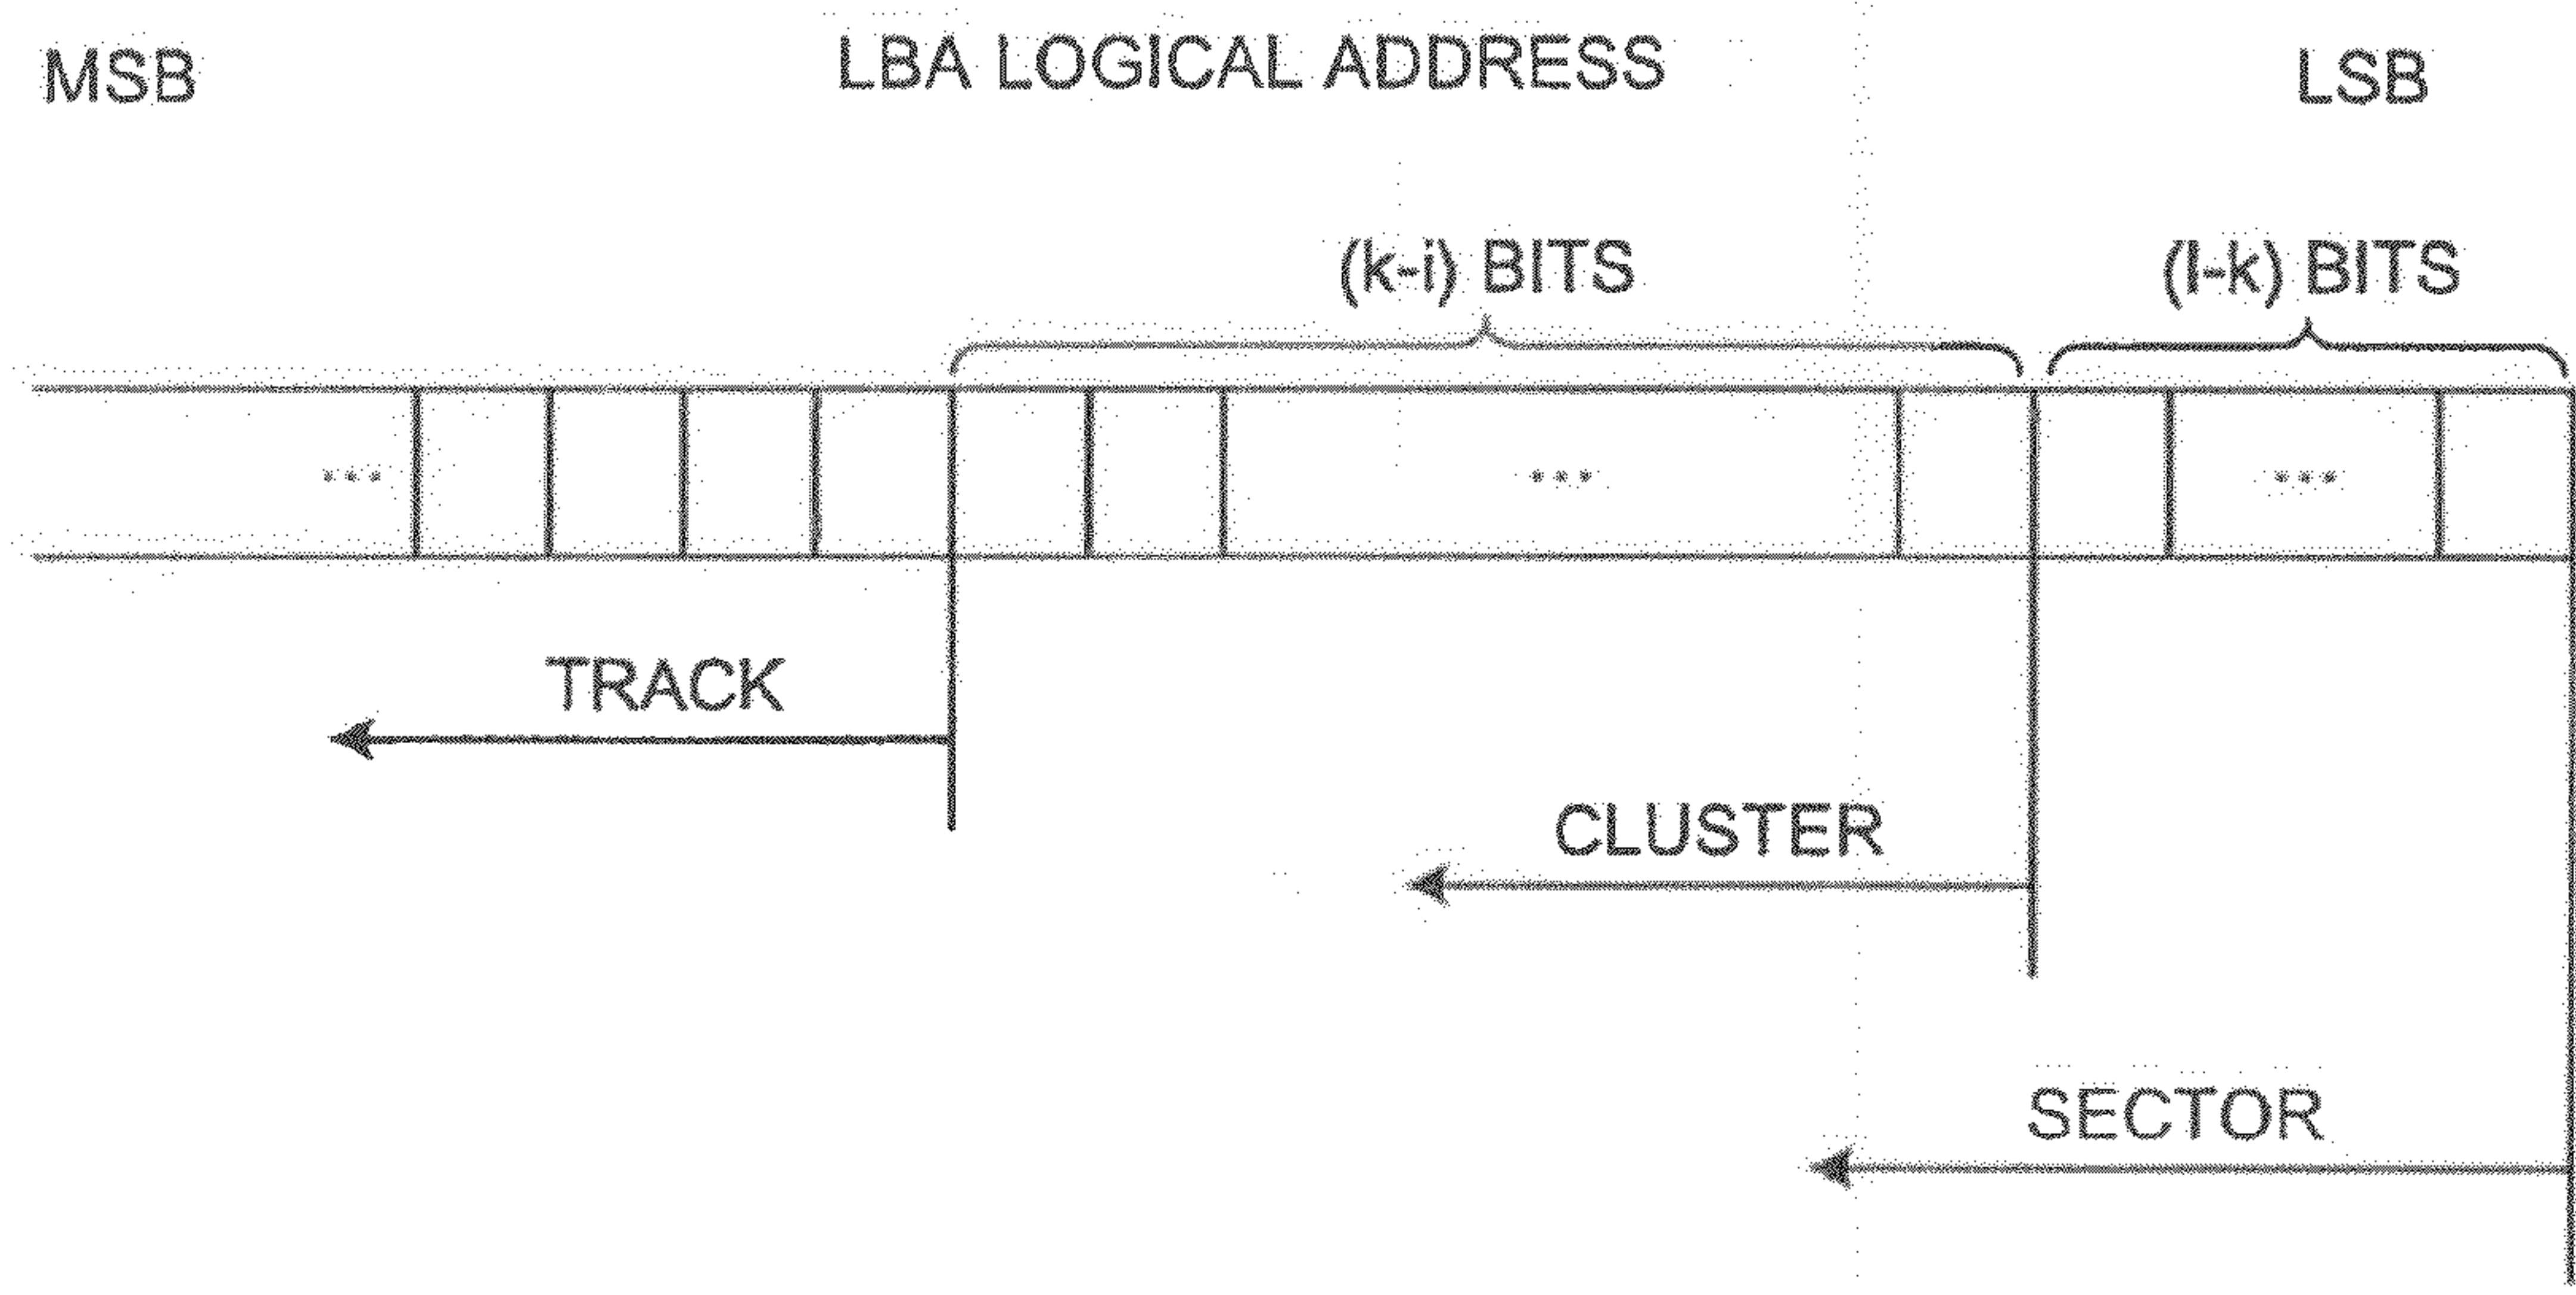 MSB LBA LOGICAL ADDRESS LSB
(k-i) BITS (l-k) BITS
... ... ...
TRACK
CLUSTER
SECTOR